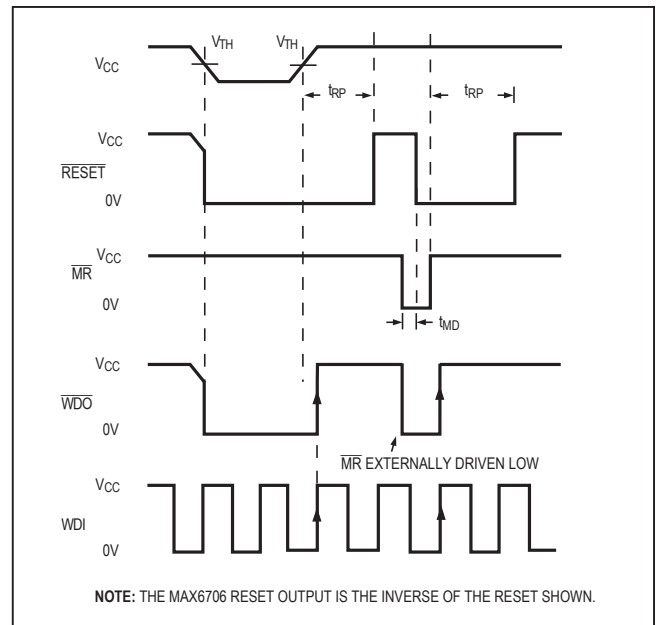 VTH VTH
VCC
tRP tRP
VCC
RESET
0V
VCC
MR
0V
tMD
VCC
WDO
0V
MR EXTERNALLY DRIVEN LOW
VCC
WDI
0V
NOTE: THE MAX6706 RESET OUTPUT IS THE INVERSE OF THE RESET SHOWN.